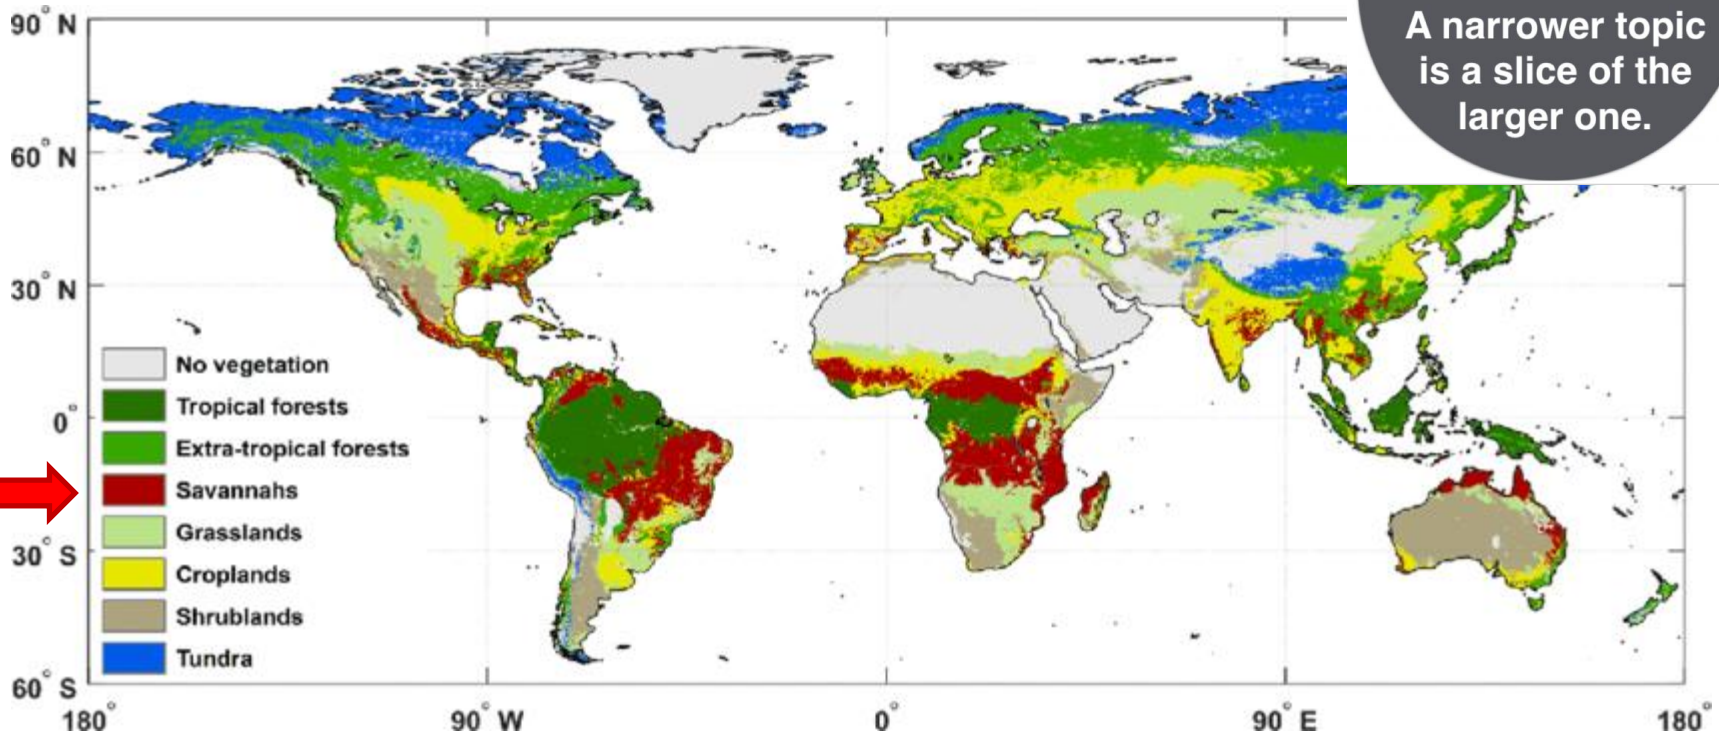 A narrower topic
is a slice of the
larger one.
90° N
60° N
30° N
0°
30° S
60° S
No vegetation
Tropical forests
Extra-tropical forests
Savannahs
Grasslands
Croplands
Shrublands
Tundra
180°
90° W
0°
90° E
180°